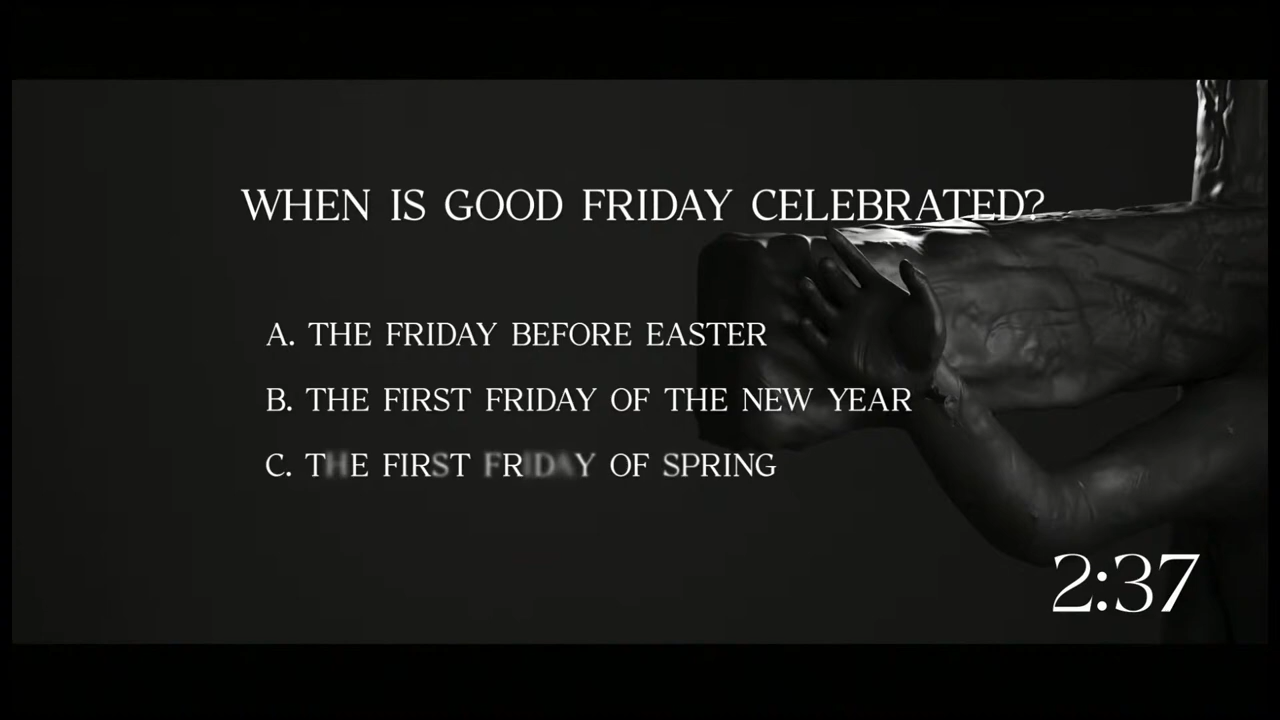 WHEN IS GOOD FRIDAY CELEBRATED?
A. THE FRIDAY BEFORE EASTER
B. THE FIRST FRIDAY OF THE NEW YEAR
C. THE FIRST FRIDAY OF SPRING
2:37